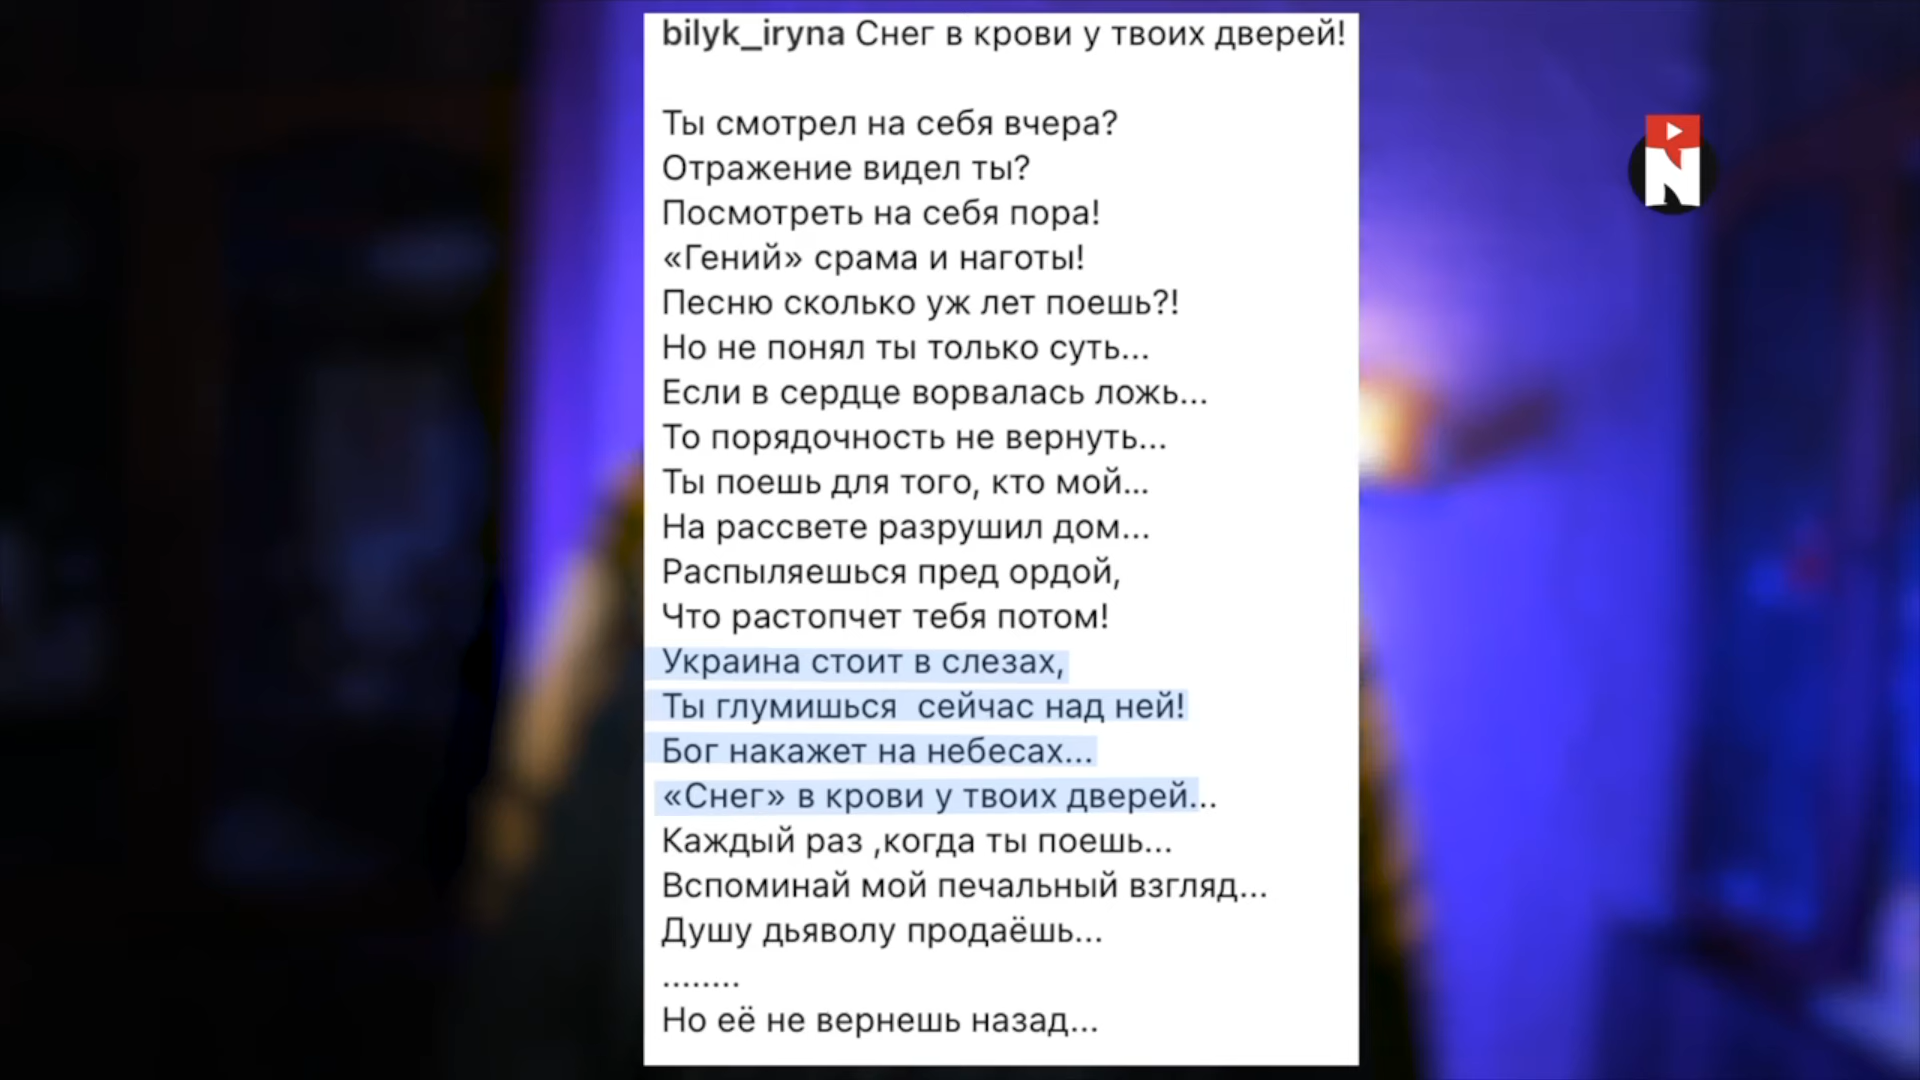 bilyk_iryna Снег в крови у твоих дверей!
Ты смотрел на себя вчера?
Отражение видел ты?
Посмотреть на себя пора!
«Гений» срама и наготы!
Песню сколько уж лет поешь?!
Но не понял ты только суть...
Если в сердце ворвалась ложь...
То порядочность не вернуть...
Ты поешь для того, кто мой...
На рассвете разрушил дом...
Распыляешься пред ордой,
Что растопчет тебя потом!
Украина стоит в слезах,
Ты глумишься  сейчас над ней!
Бог накажет на небесах...
«Снег» в крови у твоих дверей...
Каждый раз ,когда ты поешь...
Вспоминай мой печальный взгляд...
Душу дьяволу продаёшь...
........
Но её не вернешь назад...
N